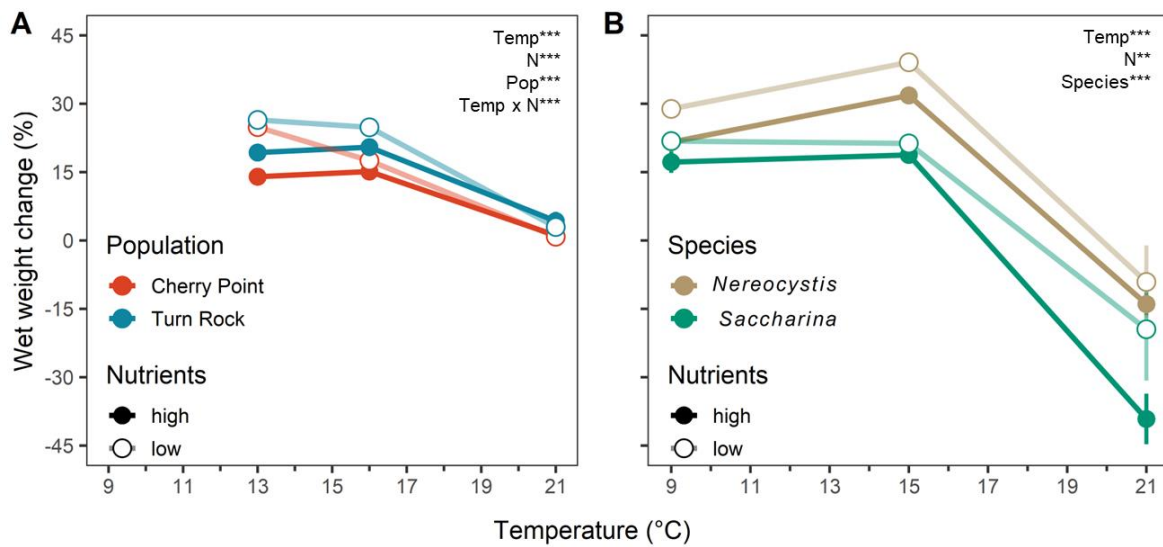 A
B
Wet weight change (%)
45
30
15
0
-15
-30
-45
Temp***
N***
Pop***
Temp x N***
Population
Cherry Point
Turn Rock
Nutrients
high
low
9 11 13 15 17 19 21
Temp***
N**
Species***
Species
Nereocystis
Saccharina
Nutrients
high
low
9 11 13 15 17 19 21
Temperature (°C)